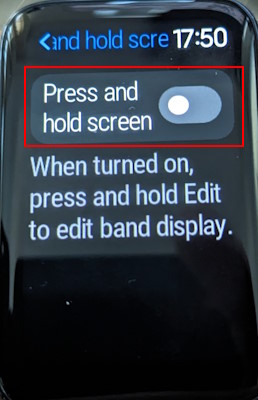 <and hold scre 17:50
Press and
hold screen
When turned on,
press and hold Edit
to edit band display.